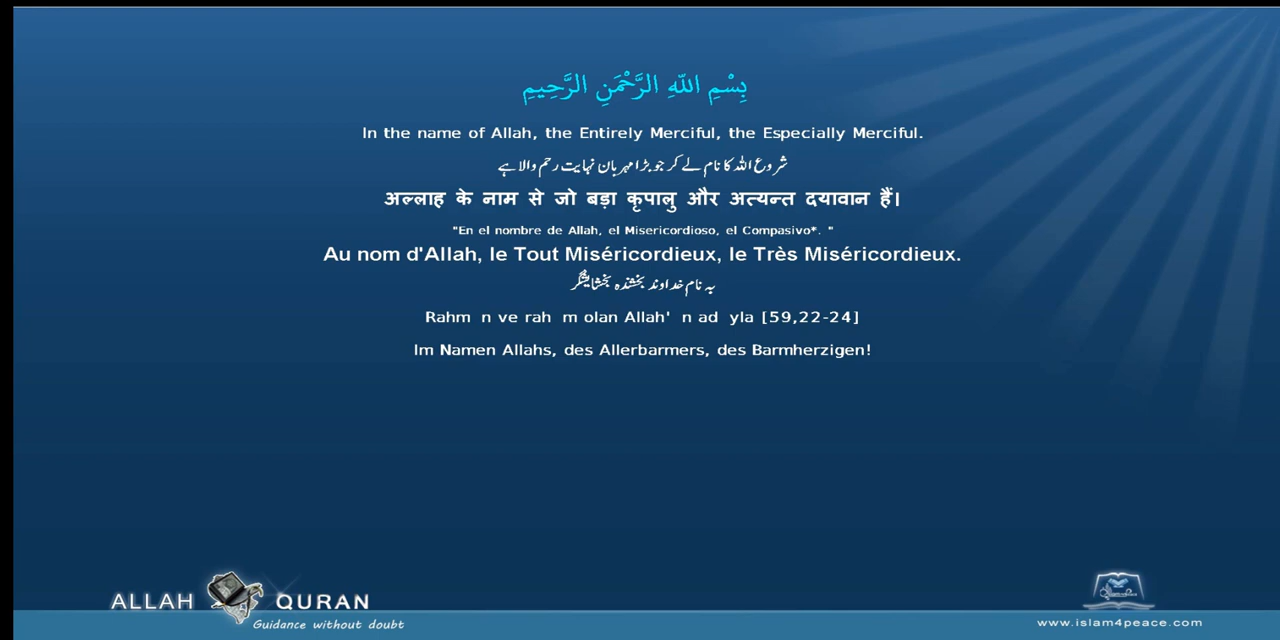 بِسْمِ اللّهِ الرَّحْمَنِ الرَّحِيمِ
In the name of Allah, the Entirely Merciful, the Especially Merciful.
شروع اللہ کا نام لے کر جو بڑا مہربان نہایت رحم والا ہے
अल्लाह के नाम से जो बड़ा कृपालु और अत्यन्त दयावान हैं।
"En el nombre de Allah, el Misericordioso, el Compasivo*. "
Au nom d'Allah, le Tout Miséricordieux, le Très Miséricordieux.
به نام خداوند بخشنده بخشایشگر
Rahm n ve rah m olan Allah' n ad yla [59,22-24]
Im Namen Allahs, des Allerbarmers, des Barmherzigen!
ALLAH QURAN
Guidance without doubt
www.islam4peace.com